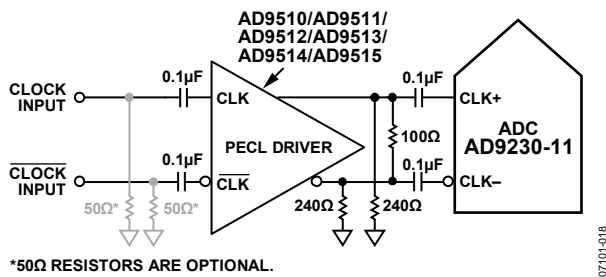 AD9510/AD9511/
AD9512/AD9513/
AD9514/AD9515
CLOCK
INPUT
0.1µF
CLK
PECL DRIVER
0.1µF
CLK+
ADC
AD9230-11
100Ω
CLOCK
INPUT
0.1µF
CLK
0.1µF
CLK–
50Ω*
50Ω*
240Ω
240Ω
*50Ω RESISTORS ARE OPTIONAL.
07101-018